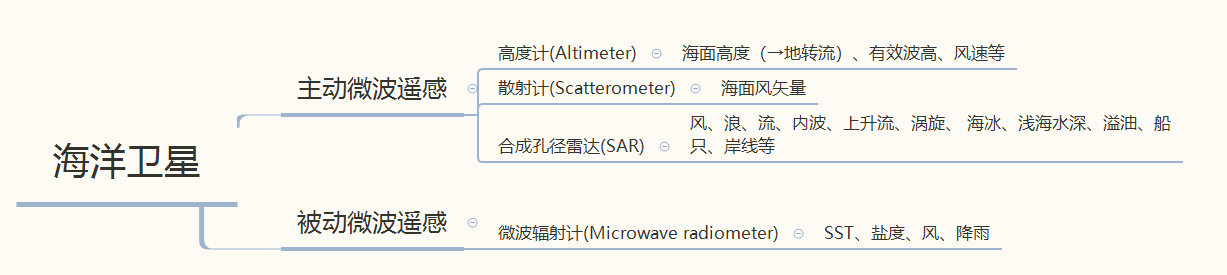 海洋卫星
主动微波遥感
高度计(Altimeter)
海面高度（→地转流）、有效波高、风速等
散射计(Scatterometer)
海面风矢量
合成孔径雷达(SAR)
风、浪、流、内波、上升流、涡旋、 海冰、浅海水深、溢油、船
只、岸线等
被动微波遥感
微波辐射计(Microwave radiometer)
SST、盐度、风、降雨